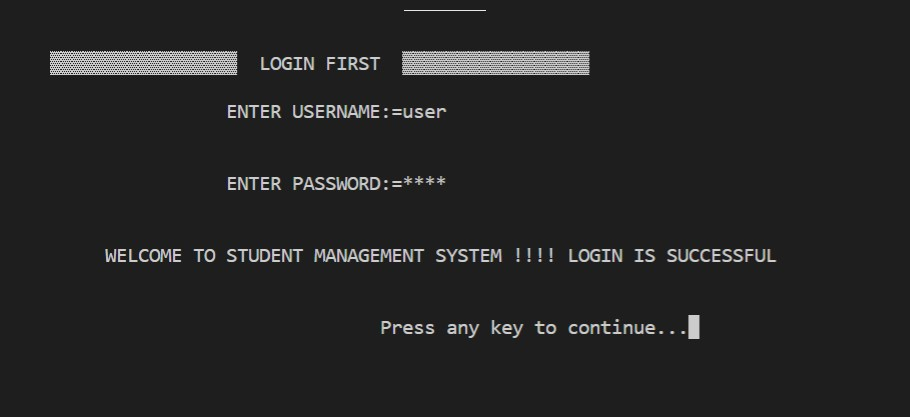 LOGIN FIRST
ENTER USERNAME:=user
ENTER PASSWORD:=****
WELCOME TO STUDENT MANAGEMENT SYSTEM !!!! LOGIN IS SUCCESSFUL
Press any key to continue...